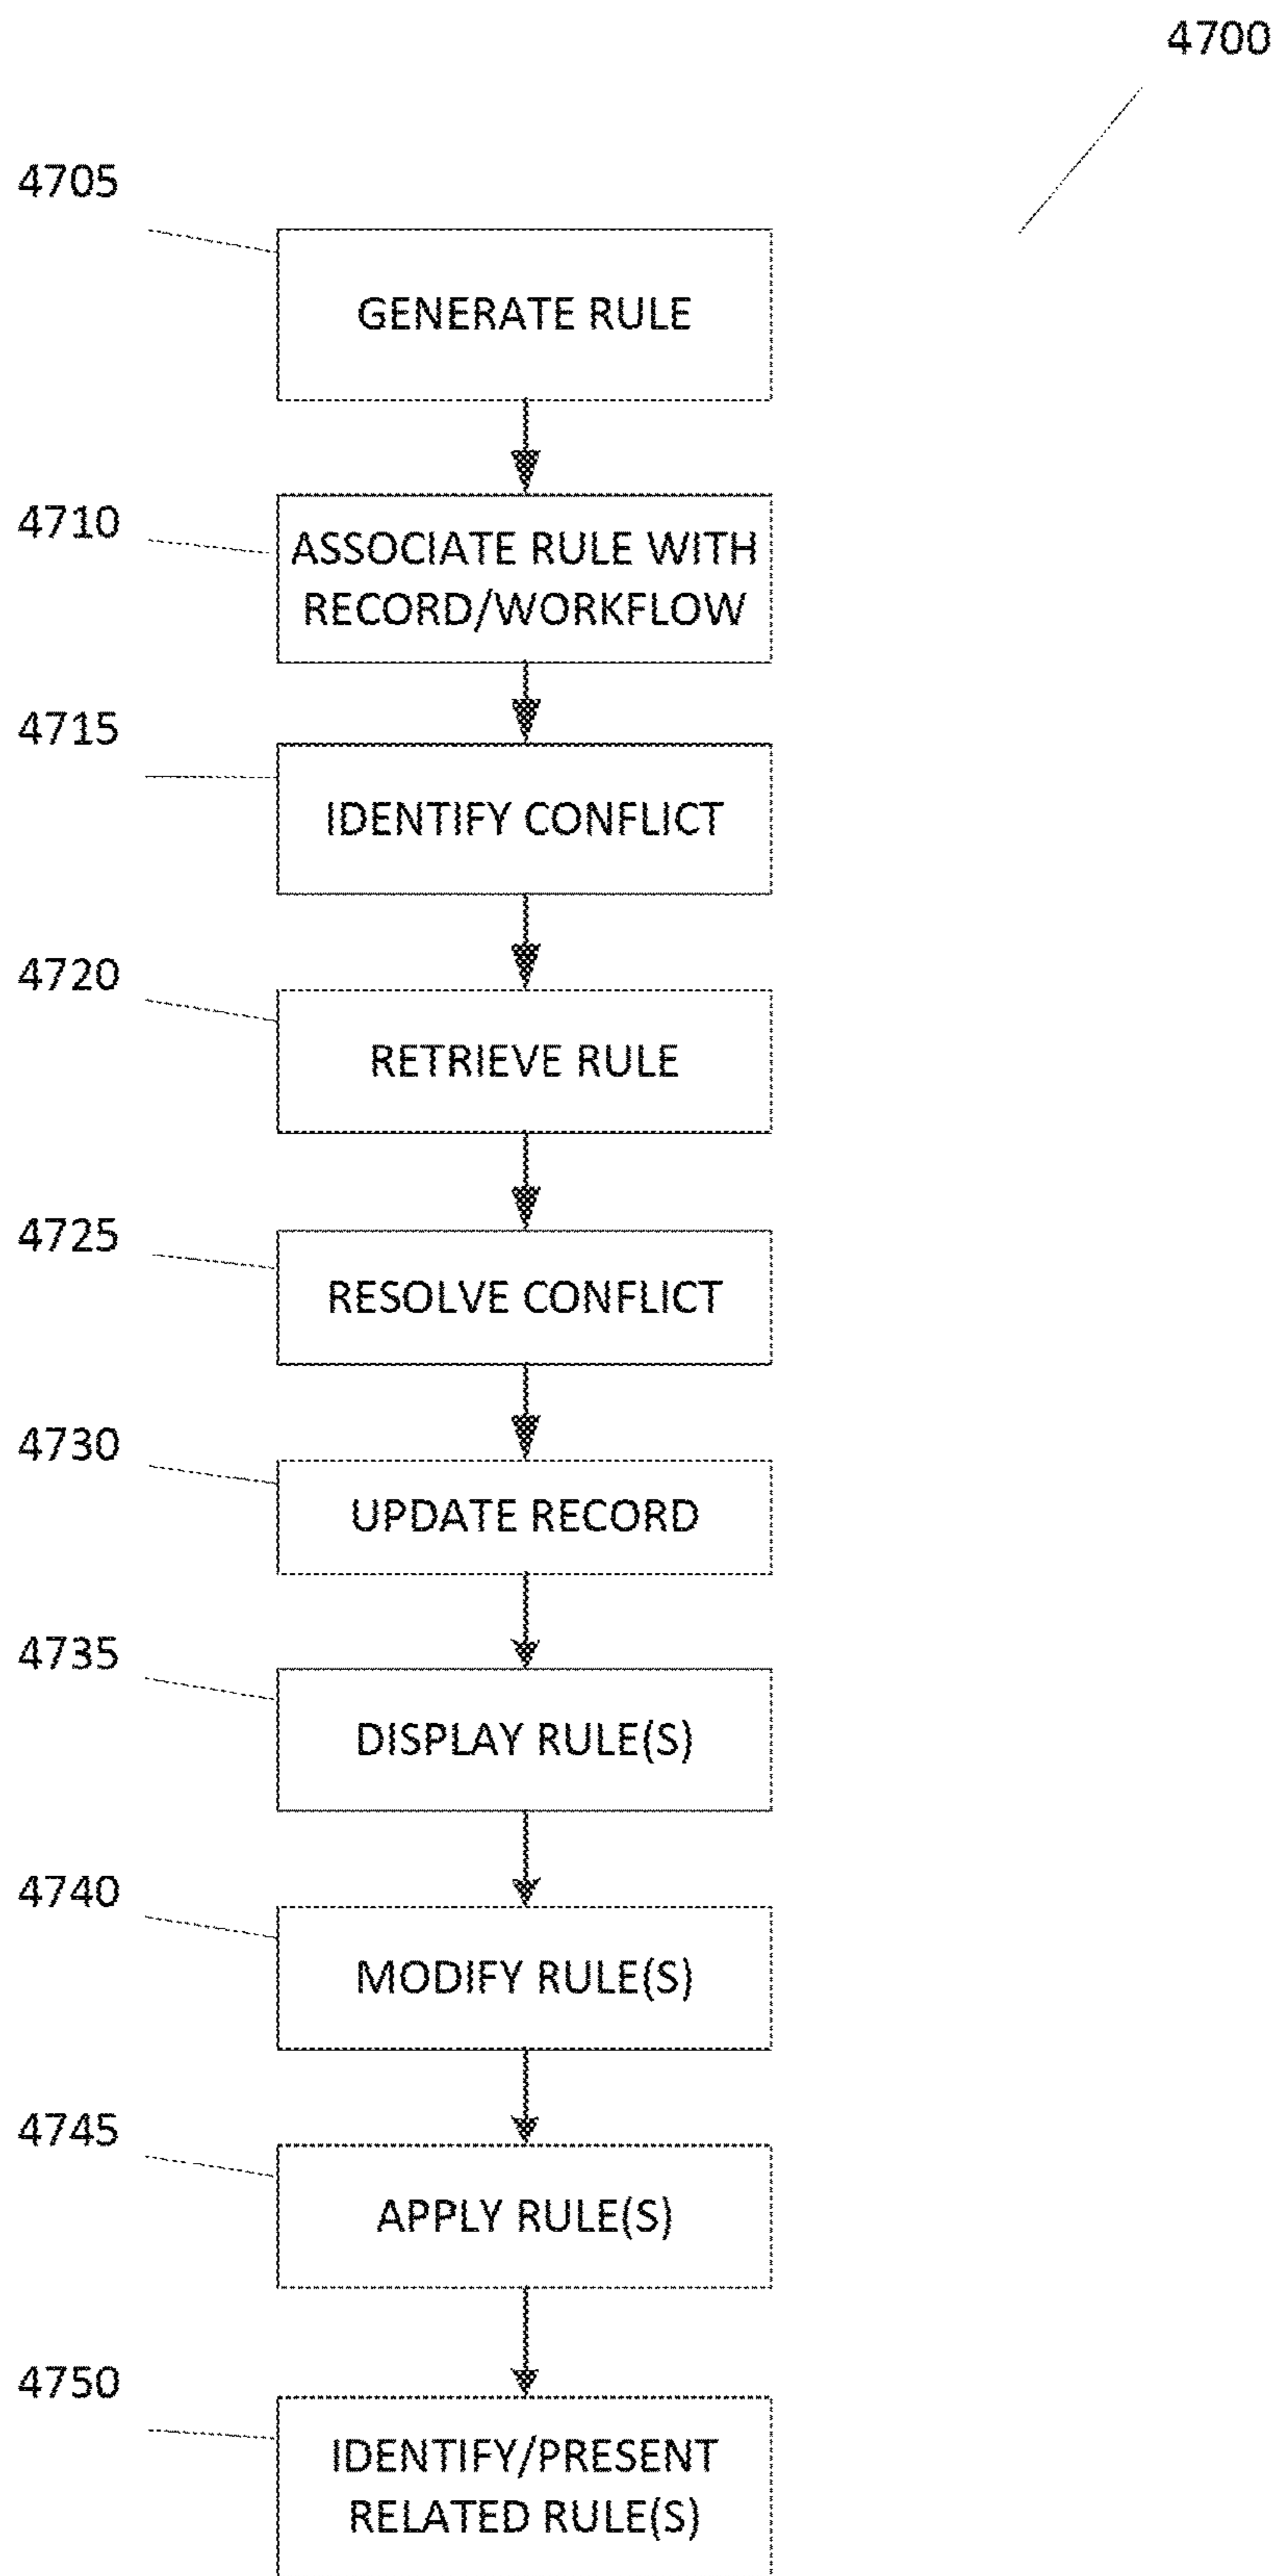 4700
4705
GENERATE RULE
4710
ASSOCIATE RULE WITH
RECORD/WORKFLOW
4715
IDENTIFY CONFLICT
4720
RETRIEVE RULE
4725
RESOLVE CONFLICT
4730
UPDATE RECORD
4735
DISPLAY RULE(S)
4740
MODIFY RULE(S)
4745
APPLY RULE(S)
4750
IDENTIFY/PRESENT
RELATED RULE(S)